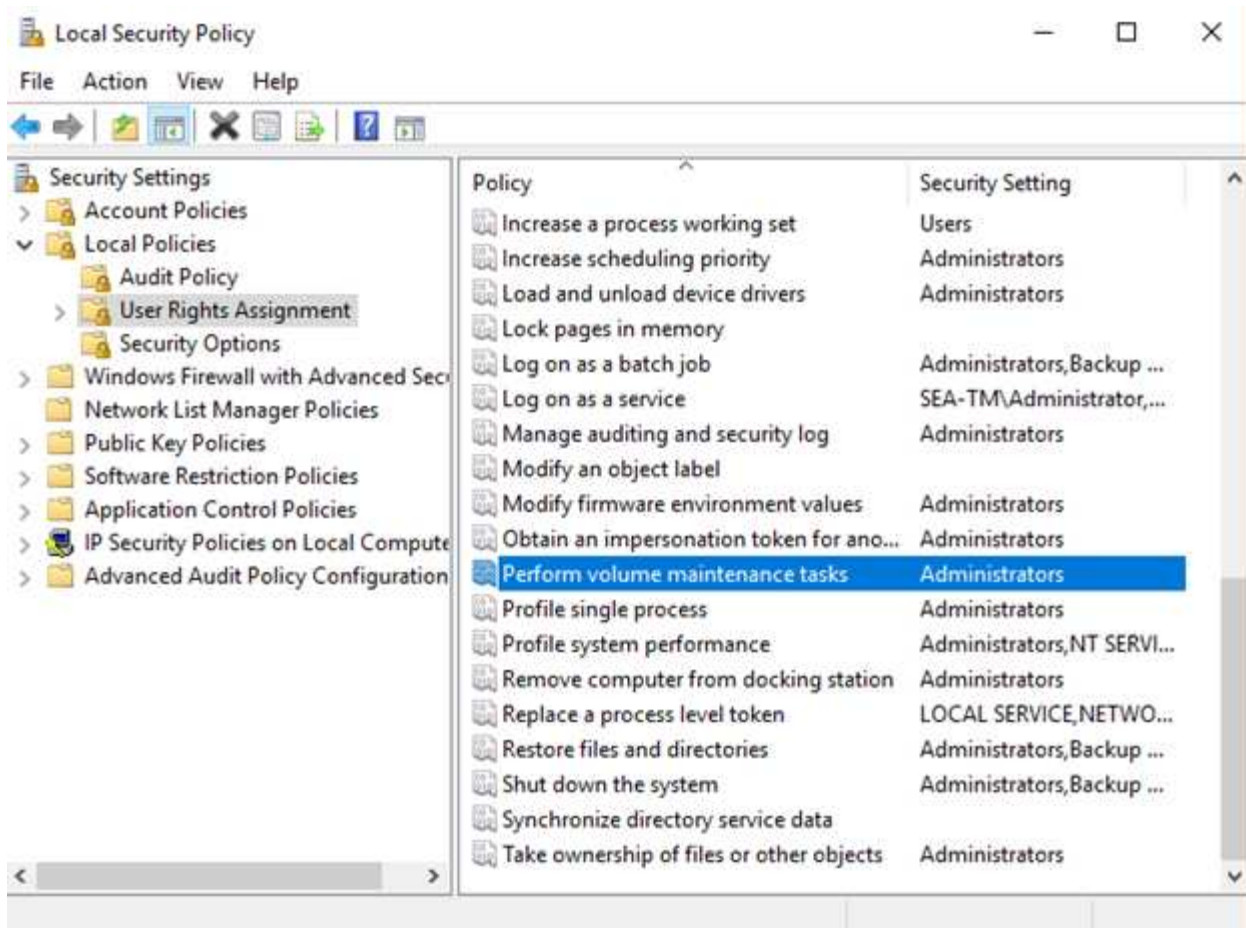 Local Security Policy
File Action View Help
Security Settings
Account Policies
Local Policies
Audit Policy
User Rights Assignment
Security Options
Windows Firewall with Advanced Sec
Network List Manager Policies
Public Key Policies
Software Restriction Policies
Application Control Policies
IP Security Policies on Local Compute
Advanced Audit Policy Configuration
Policy Security Setting
Increase a process working set Users
Increase scheduling priority Administrators
Load and unload device drivers Administrators
Lock pages in memory
Log on as a batch job Administrators,Backup ...
Log on as a service SEA-TM\Administrator,...
Manage auditing and security log Administrators
Modify an object label
Modify firmware environment values Administrators
Obtain an impersonation token for ano... Administrators
Perform volume maintenance tasks Administrators
Profile single process Administrators
Profile system performance Administrators,NT SERVI...
Remove computer from docking station Administrators
Replace a process level token LOCAL SERVICE,NETWO...
Restore files and directories Administrators,Backup ...
Shut down the system Administrators,Backup ...
Synchronize directory service data
Take ownership of files or other objects Administrators